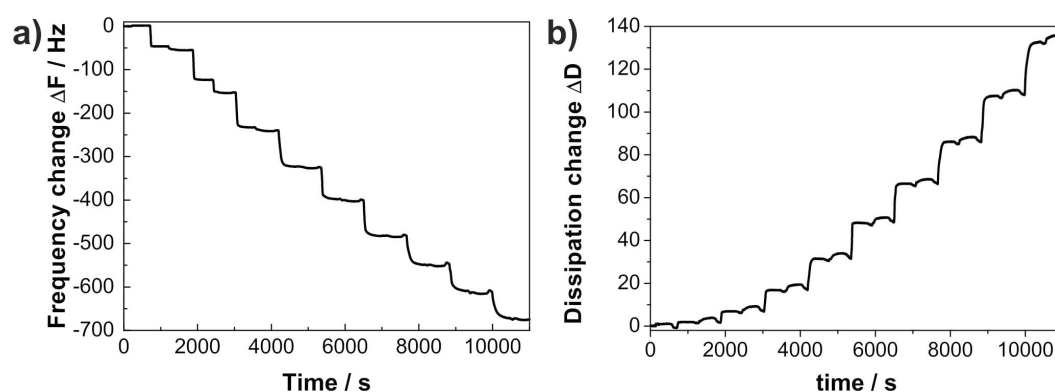 a)
Frequency change ΔF / Hz
0
-100
-200
-300
-400
-500
-600
-700
0 2000 4000 6000 8000 10000
Time / s
b)
Dissipation change ΔD
140
120
100
80
60
40
20
0
0 2000 4000 6000 8000 10000
time / s